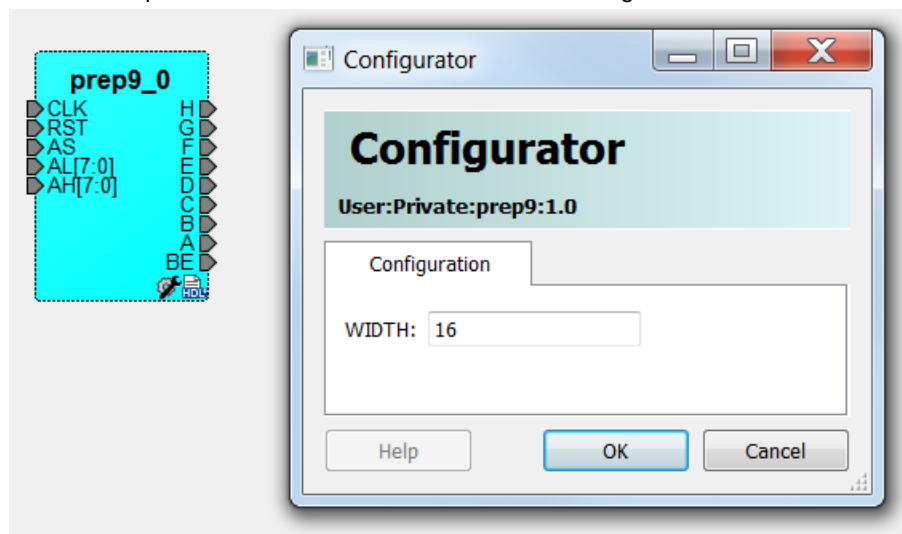 prep9_0
CLK H
RST G
AS F
AL[7:0] E
AH[7:0] D
C
B
A
BE
HDL
Configurator
Configurator
User:Private:prep9:1.0
Configuration
WIDTH: 16
Help OK Cancel